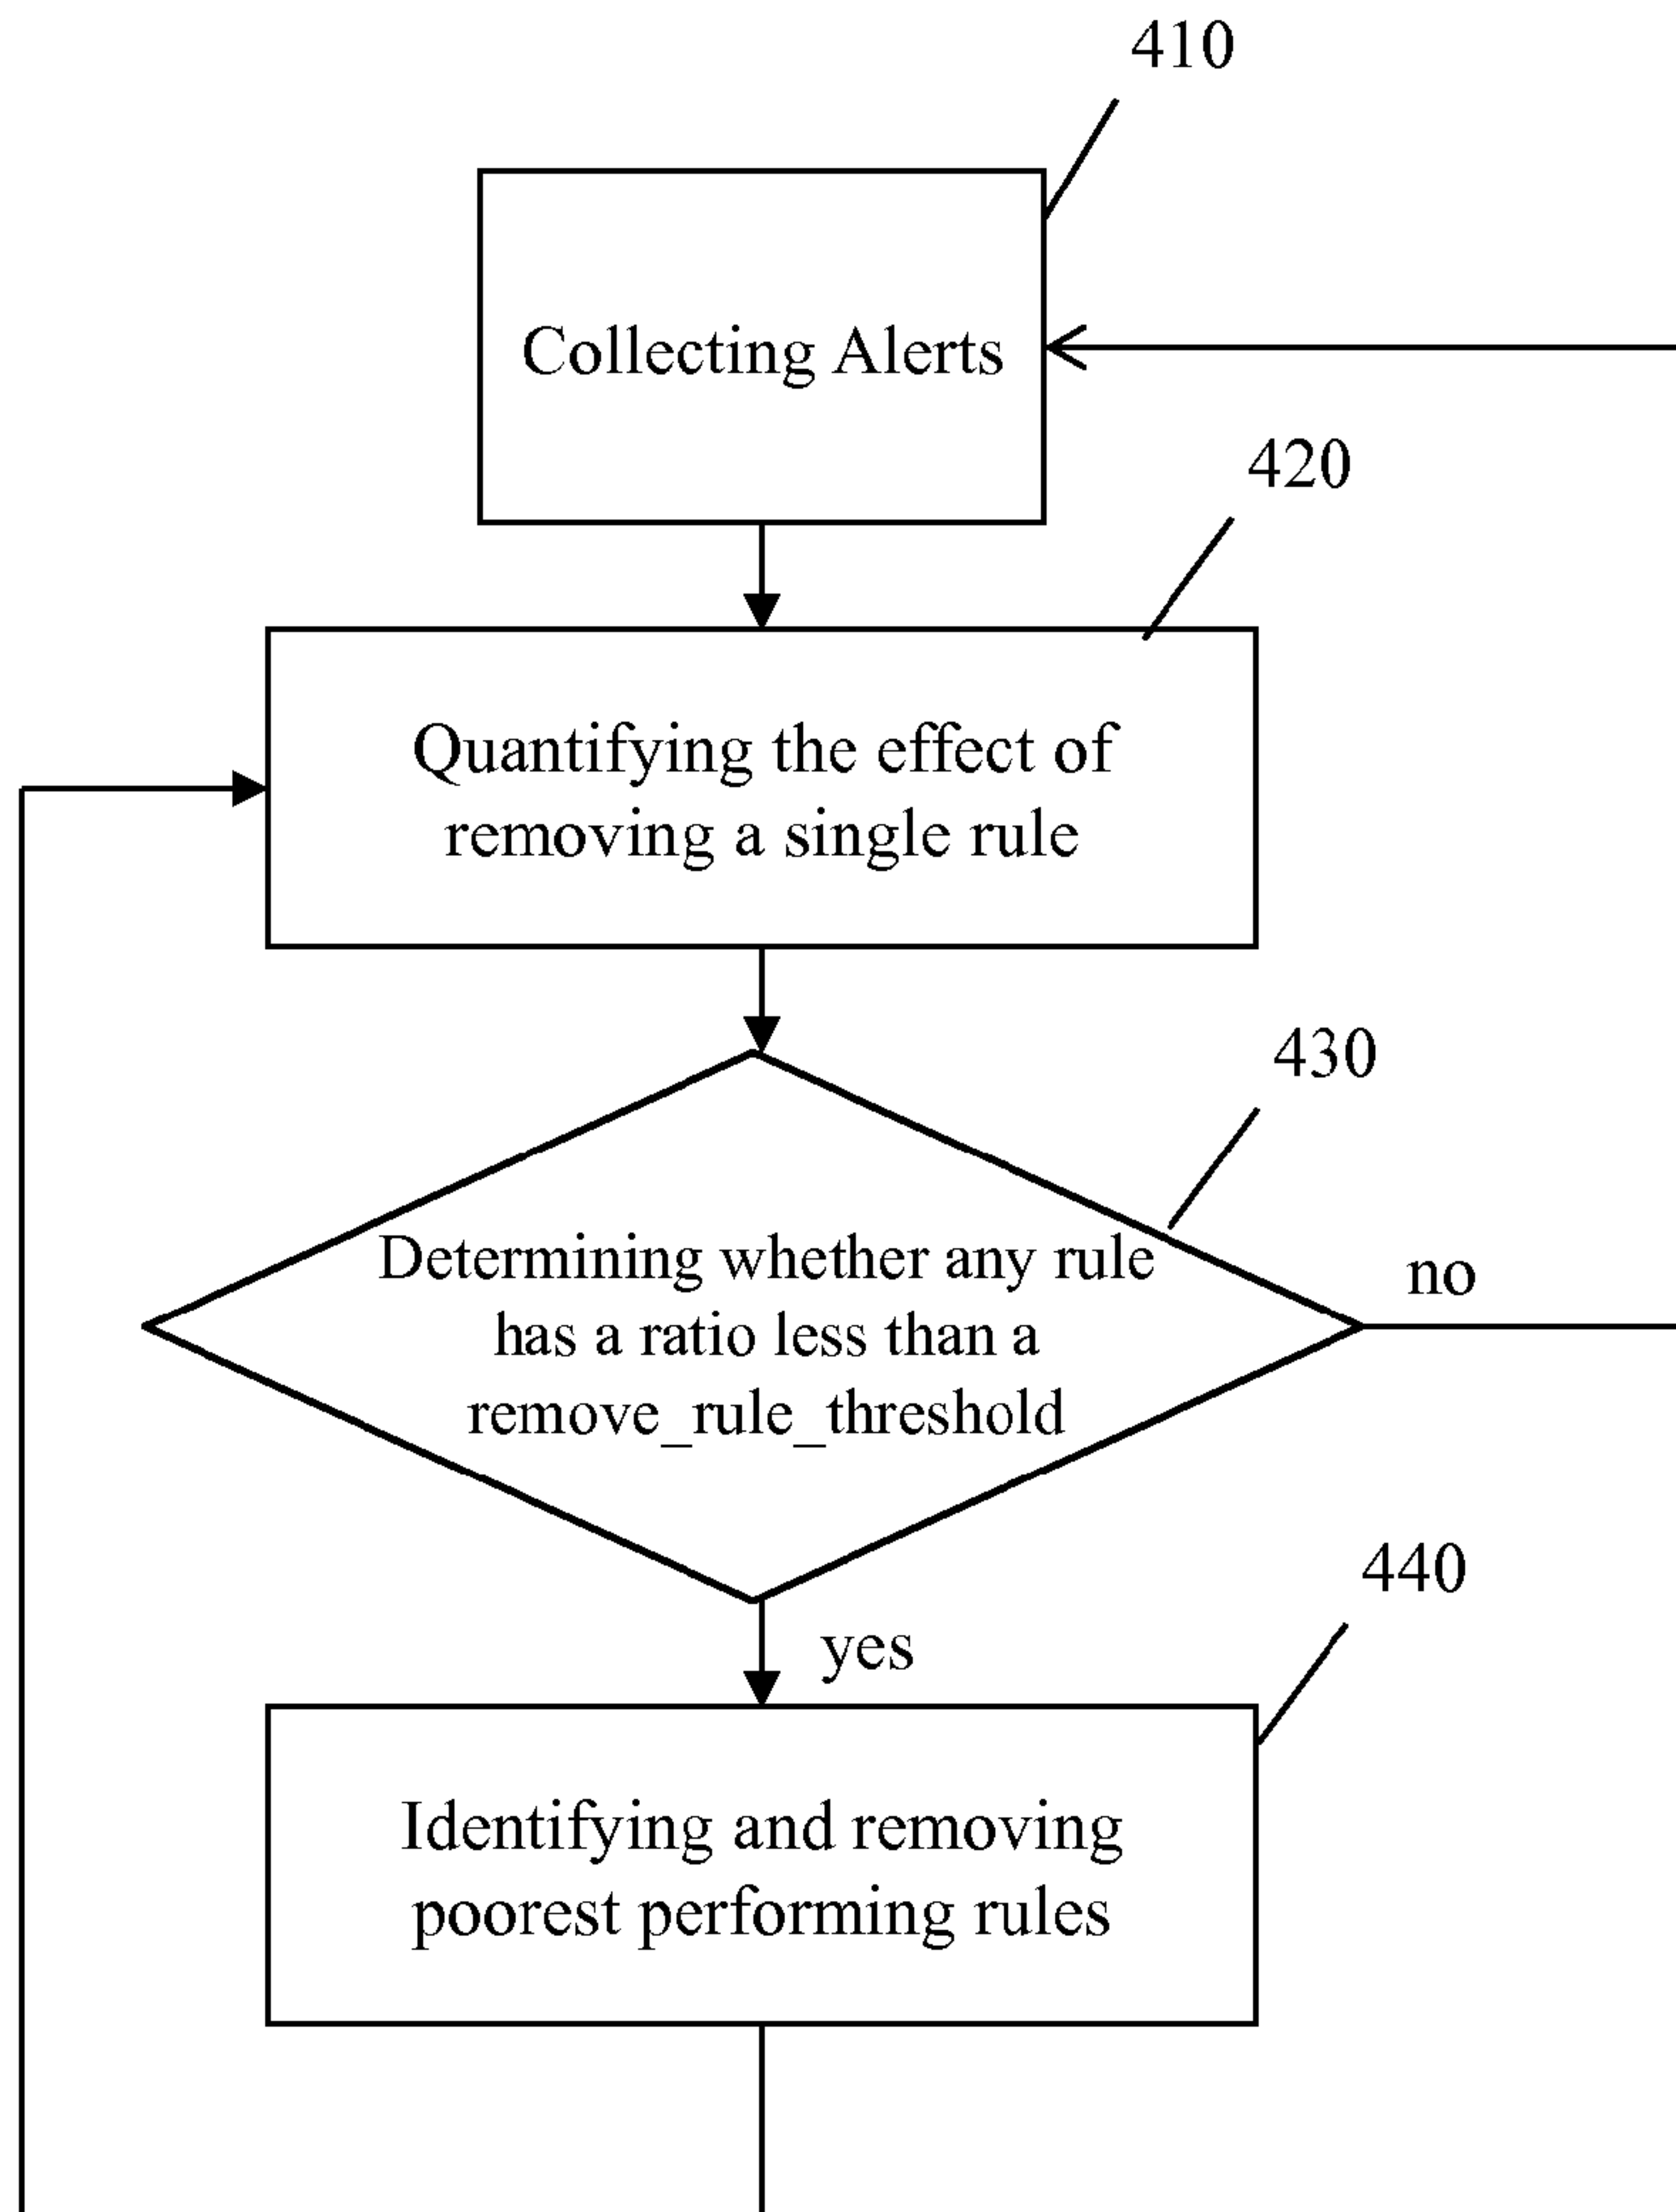 410
Collecting Alerts
420
Quantifying the effect of
removing a single rule
430
Determining whether any rule
has a ratio less than a
remove_rule_threshold
no
440
yes
Identifying and removing
poorest performing rules